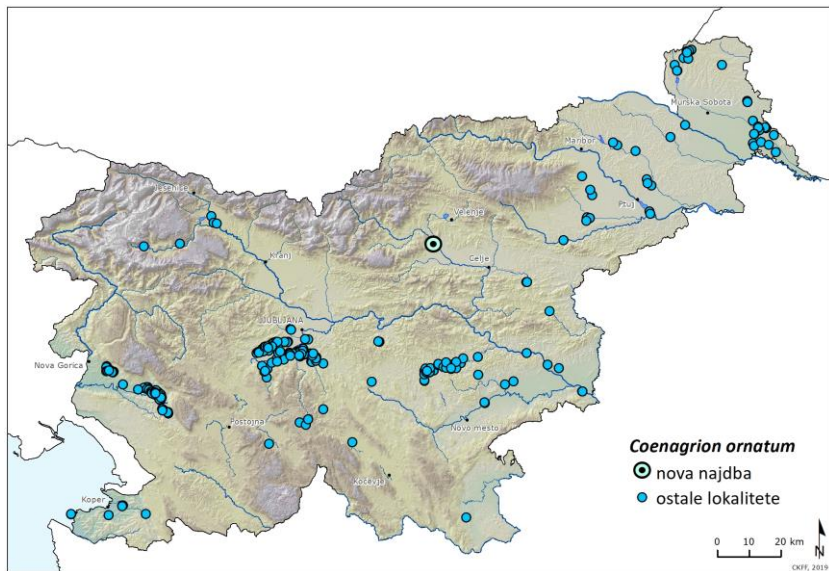 Murska Sobota
Maribor
Jesenice
Velenje
Ptuj
Kranj
Celje
LJUBLJANA
Nova Gorica
Postojna
Novo mesto
Kočevje
Koper
Coenagrion ornatum
nova najdba
ostale lokalitete
0 10 20 km
N
CKFF, 2019